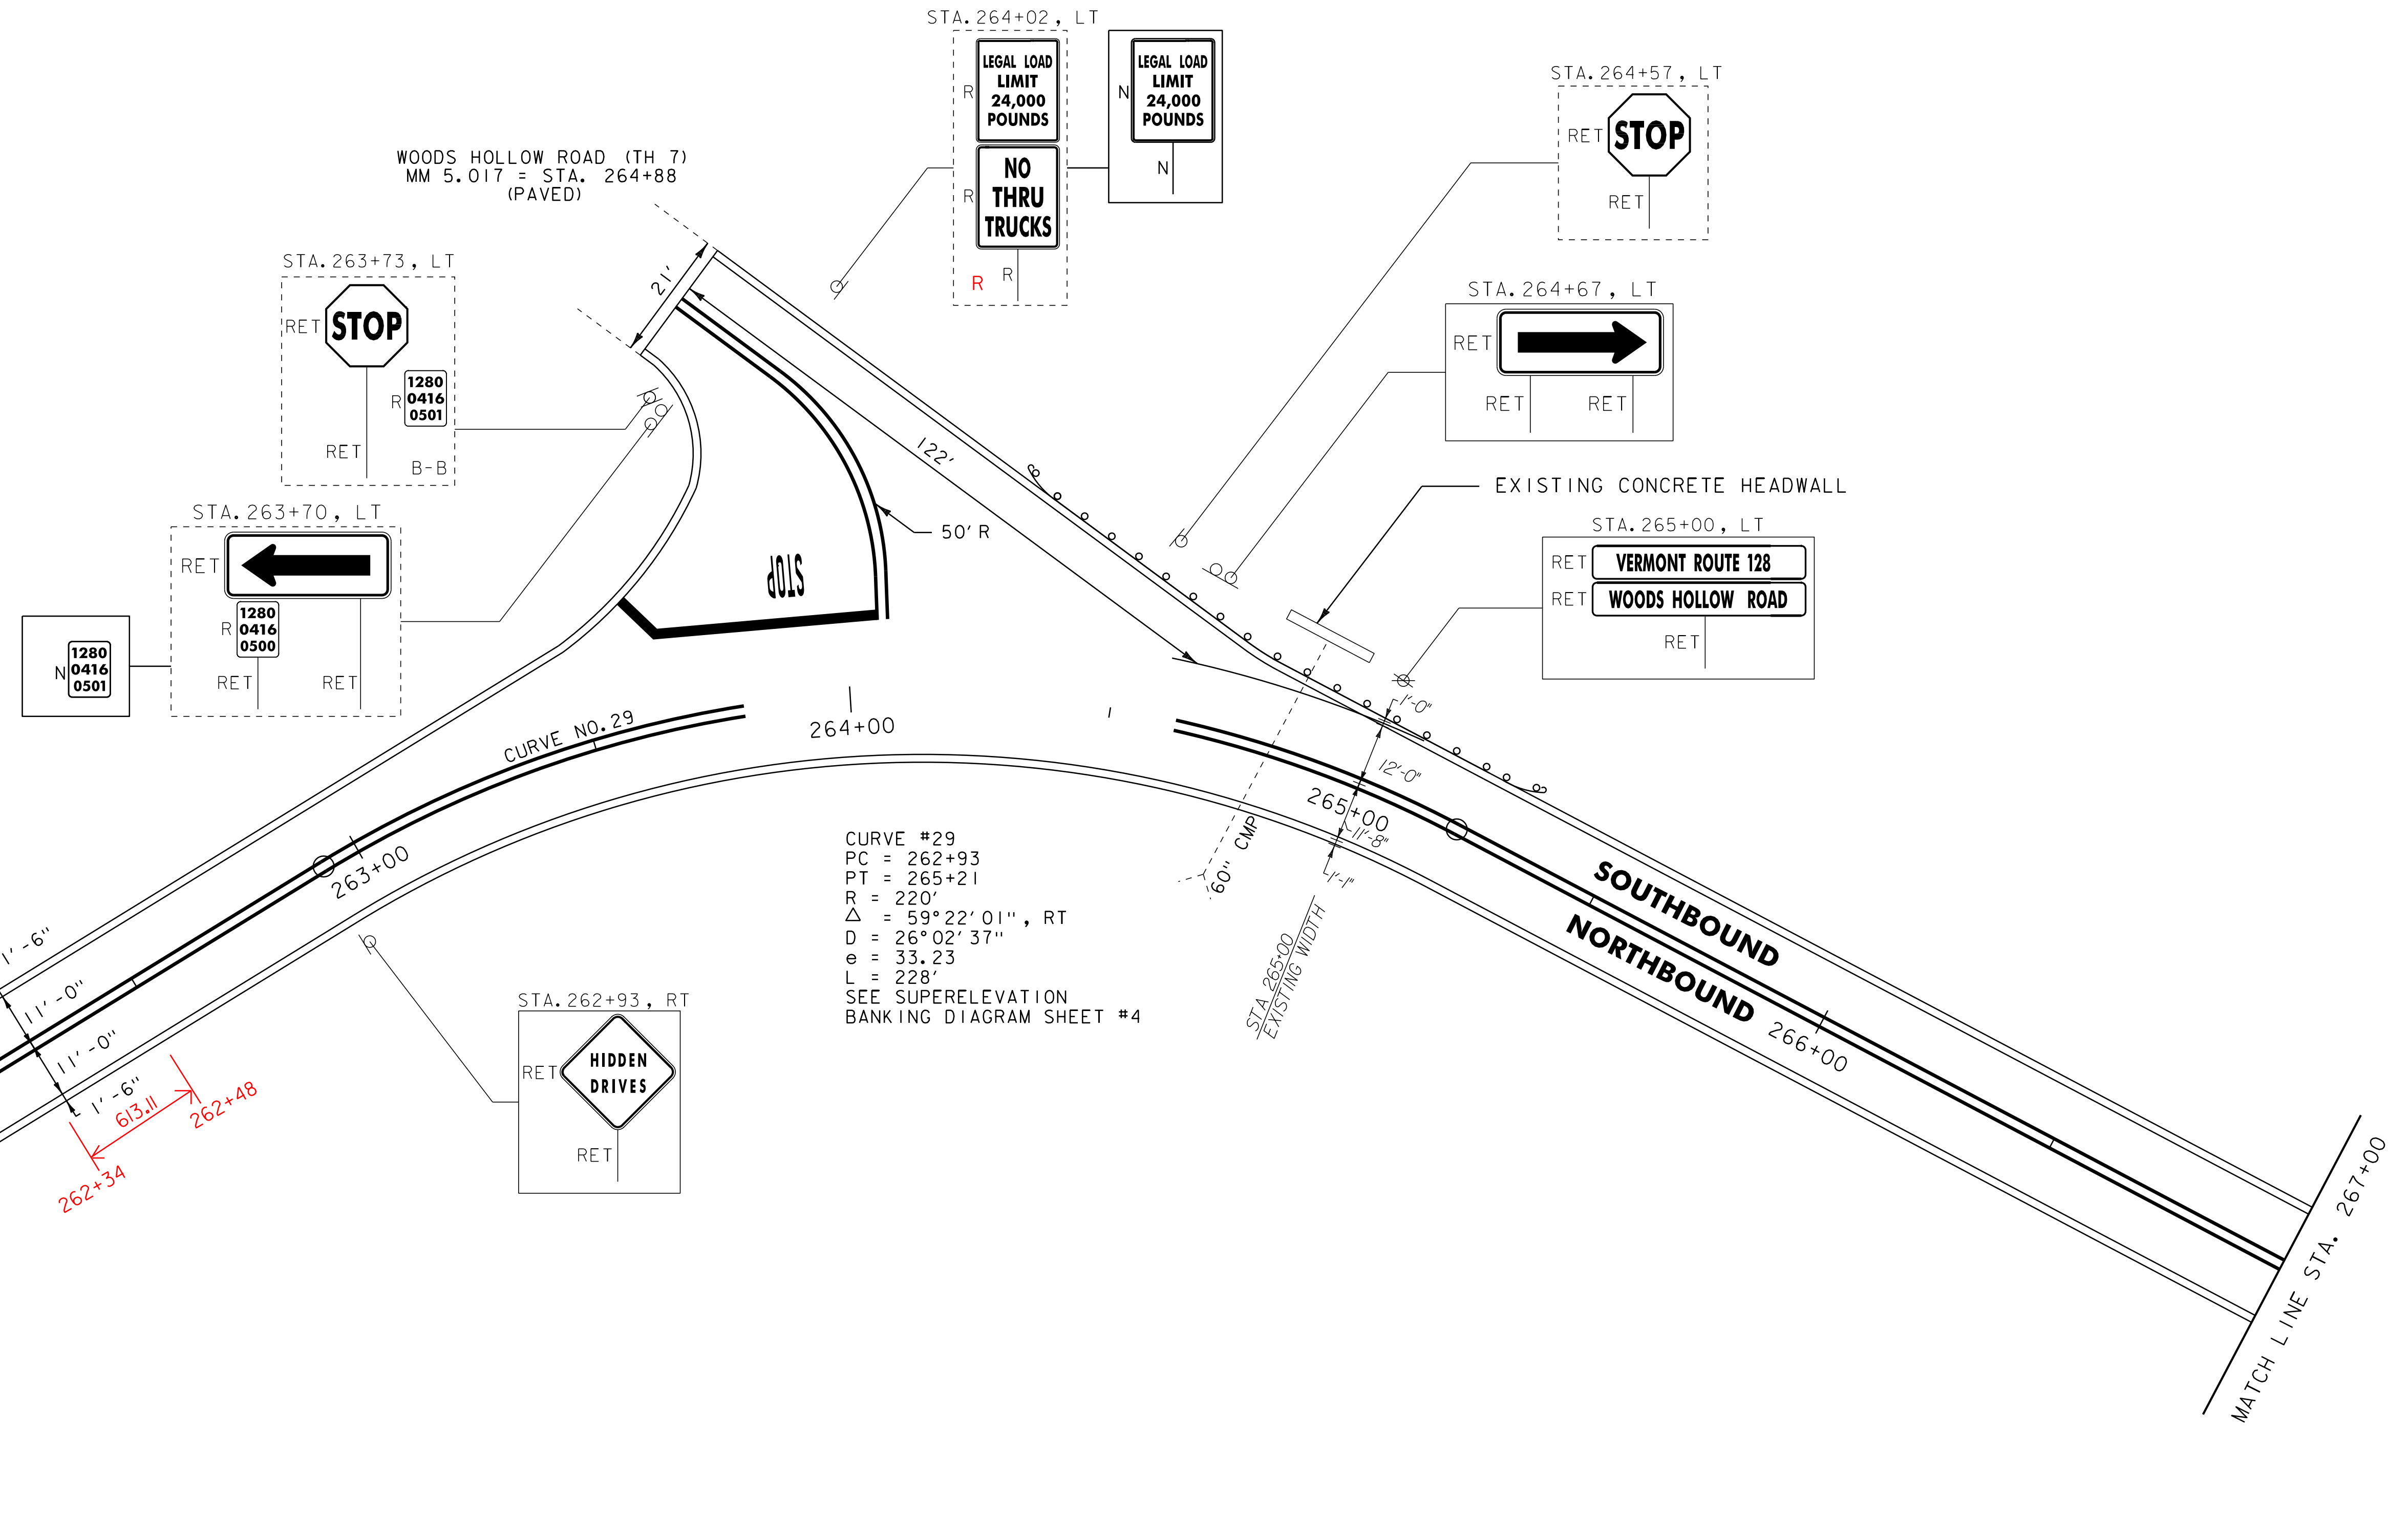 STA.264+02, LT
R
LEGAL LOAD
LIMIT
24,000
POUNDS
R
NO
THRU
TRUCKS
R
R
N
LEGAL LOAD
LIMIT
24,000
POUNDS
N
STA.264+57, LT
RET
STOP
RET
WOODS HOLLOW ROAD (TH 7)
MM 5.017 = STA. 264+88
(PAVED)
21'
STA.263+73, LT
RET
STOP
R
1280
0416
0501
RET
B-B
STA.264+67, LT
RET
RET
RET
122'
EXISTING CONCRETE HEADWALL
STA.263+70, LT
RET
R
1280
0416
0500
RET
RET
N
1280
0416
0501
50' R
STOP
STA.265+00, LT
RET
VERMONT ROUTE 128
RET
WOODS HOLLOW ROAD
RET
CURVE NO.29
264+00
1'-0"
12'-0"
265+00
11'-8"
1'-1"
60" CMP
STA 265+00
EXISTING WIDTH
263+00
CURVE #29
PC = 262+93
PT = 265+21
R = 220'
△ = 59°22'01", RT
D = 26°02'37"
e = 33.23
L = 228'
SEE SUPERELEVATION
BANKING DIAGRAM SHEET #4
SOUTHBOUND
NORTHBOUND
266+00
1'-6"
11'-0"
11'-0"
1'-6"
613.11
262+48
262+34
STA.262+93, RT
RET
HIDDEN
DRIVES
RET
MATCH LINE STA. 267+00